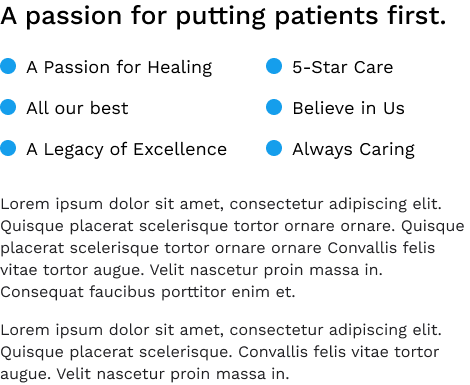 A passion for putting patients first.
A Passion for Healing
5-Star Care
All our best
Believe in Us
A Legacy of Excellence
Always Caring
Lorem ipsum dolor sit amet, consectetur adipiscing elit.
Quisque placerat scelerisque tortor ornare ornare. Quisque
placerat scelerisque tortor ornare ornare Convallis felis
vitae tortor augue. Velit nascetur proin massa in.
Consequat faucibus porttitor enim et.
Lorem ipsum dolor sit amet, consectetur adipiscing elit.
Quisque placerat scelerisque. Convallis felis vitae tortor
augue. Velit nascetur proin massa in.